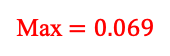 Max = 0.069